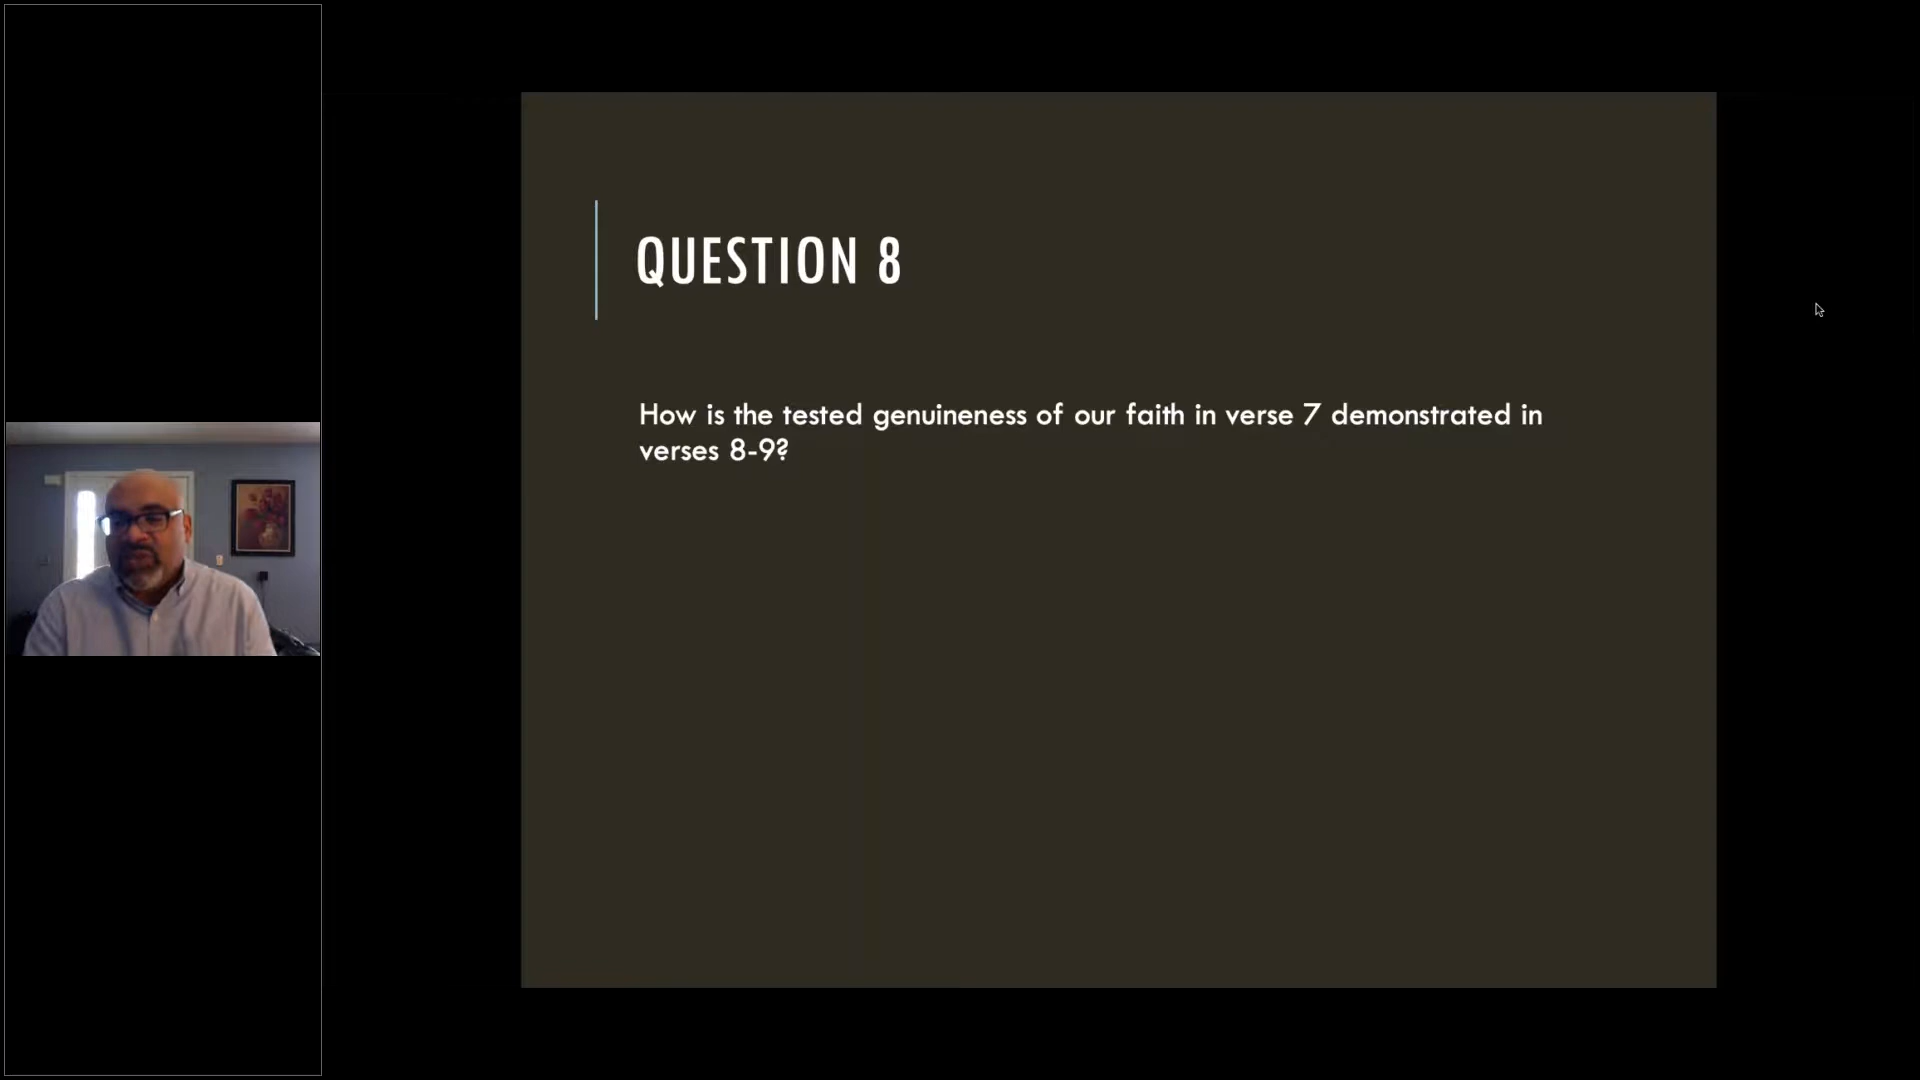 QUESTION 8
How is the tested genuineness of our faith in verse 7 demonstrated in
verses 8-9?